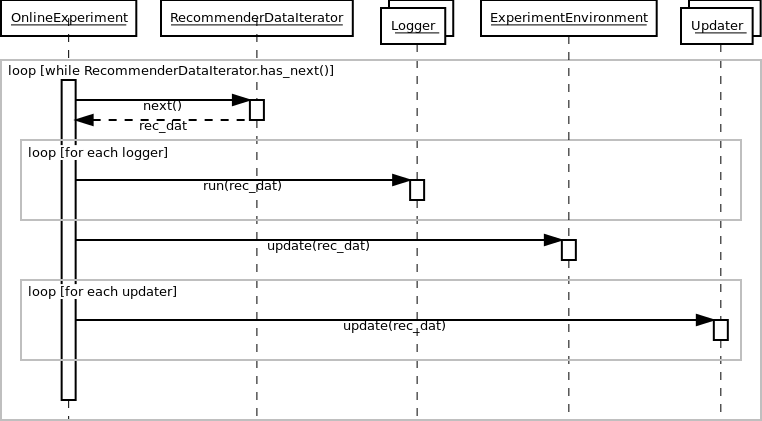 OnlineExperiment
RecommenderDataIterator
Logger
ExperimentEnvironment
Updater
loop [while RecommenderDataIterator.has_next()]
next()
rec_dat
loop [for each logger]
run(rec_dat)
update(rec_dat)
loop [for each updater]
update(rec_dat)